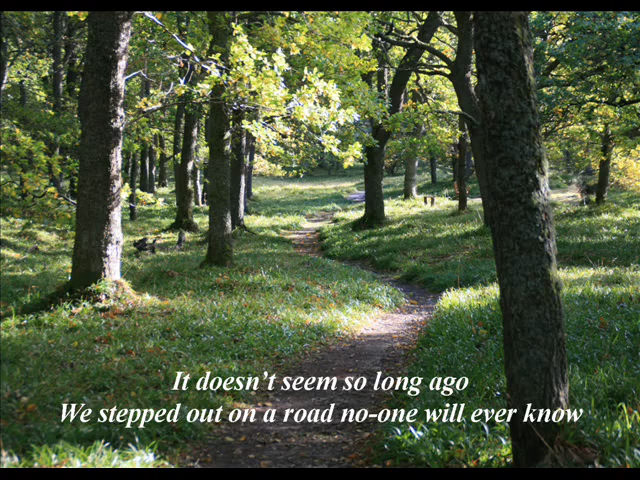 It doesn’t seem so long ago
We stepped out on a road no-one will ever know